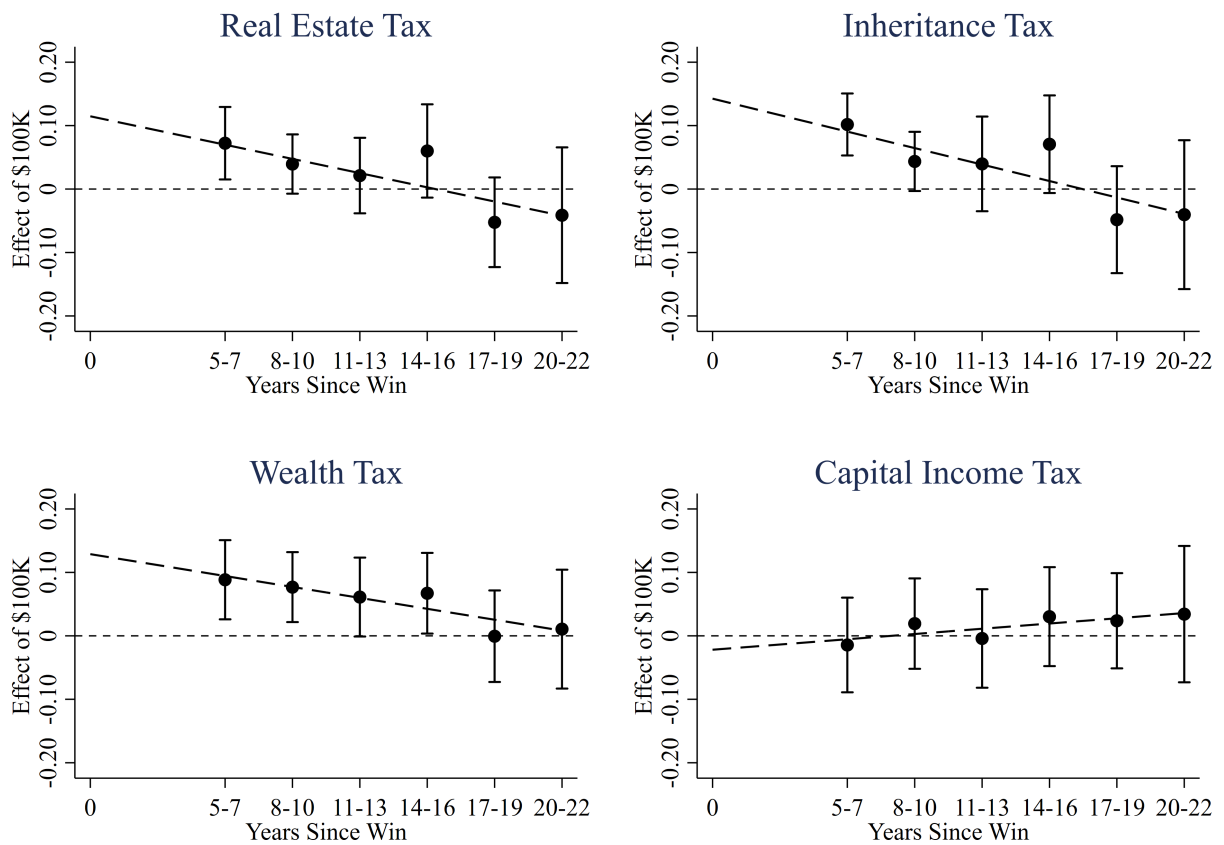 Real Estate Tax
Effect of $100K
0.20
0.10
0
-0.10
-0.20
0 5-7 8-10 11-13 14-16 17-19 20-22
Years Since Win
Inheritance Tax
Effect of $100K
0.20
0.10
0
-0.10
-0.20
0 5-7 8-10 11-13 14-16 17-19 20-22
Years Since Win
Wealth Tax
Effect of $100K
0.20
0.10
0
-0.10
-0.20
0 5-7 8-10 11-13 14-16 17-19 20-22
Years Since Win
Capital Income Tax
Effect of $100K
0.20
0.10
0
-0.10
-0.20
0 5-7 8-10 11-13 14-16 17-19 20-22
Years Since Win